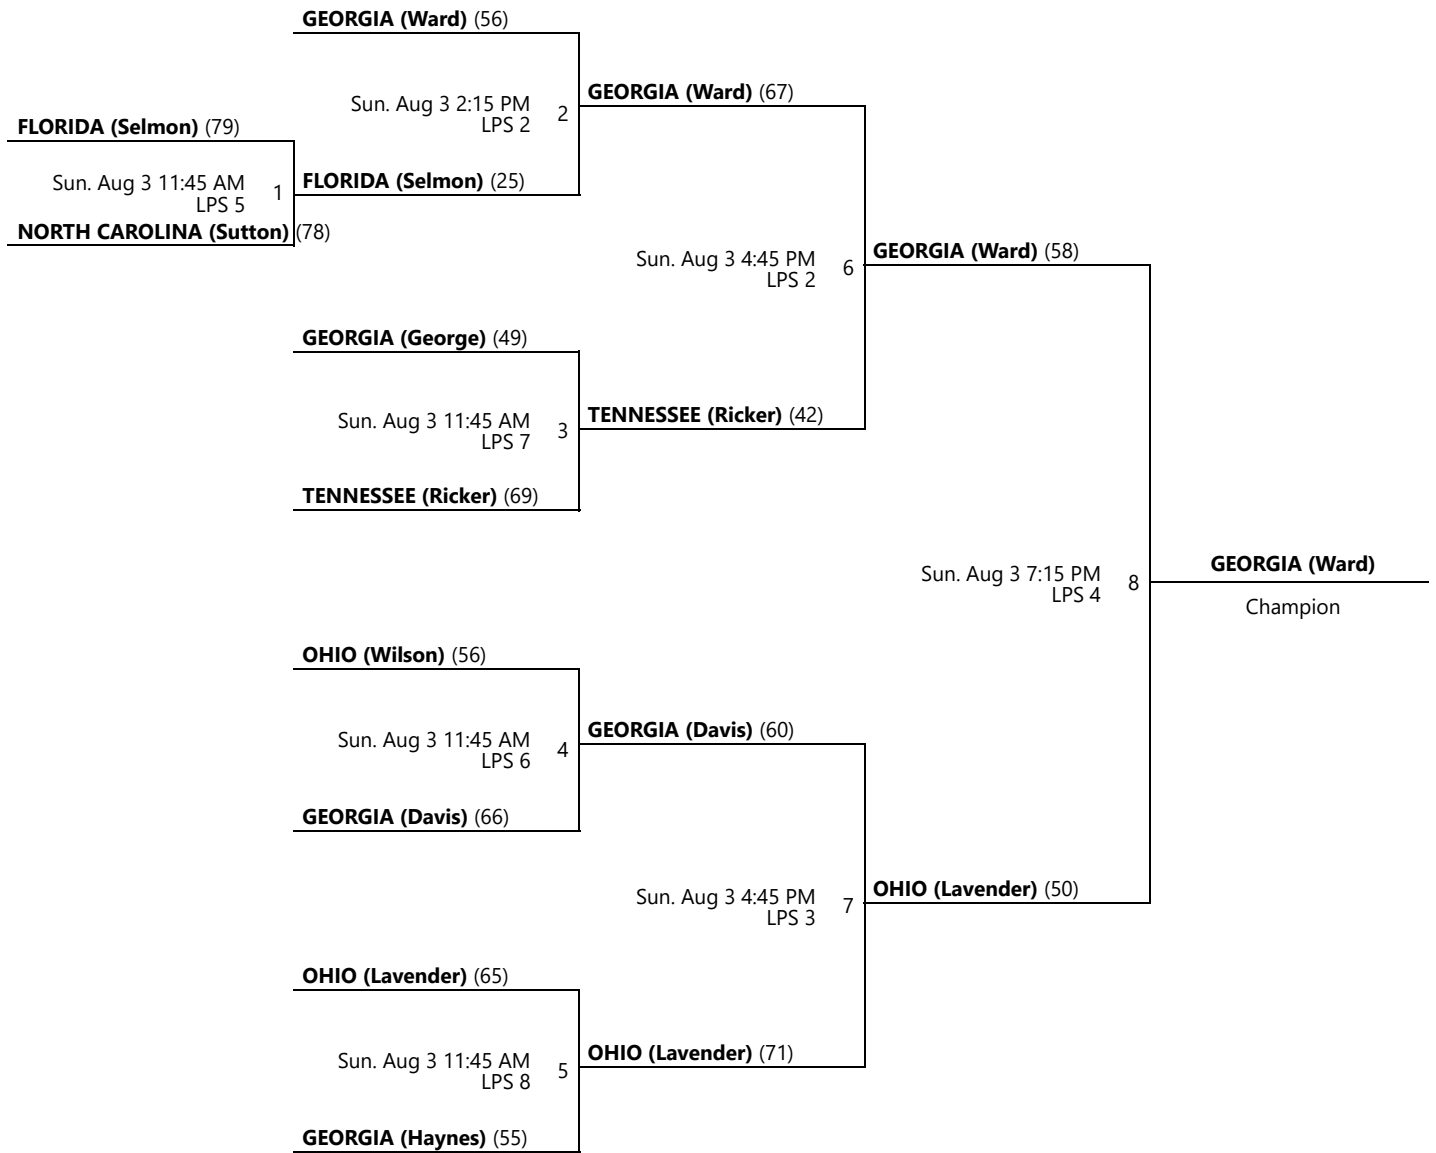 GEORGIA (Ward) (56)
Sun. Aug 3 2:15 PM
LPS 2
2
GEORGIA (Ward) (67)
FLORIDA (Selmon) (79)
Sun. Aug 3 11:45 AM
LPS 5
1
FLORIDA (Selmon) (25)
NORTH CAROLINA (Sutton) (78)
Sun. Aug 3 4:45 PM
LPS 2
6
GEORGIA (Ward) (58)
GEORGIA (George) (49)
Sun. Aug 3 11:45 AM
LPS 7
3
TENNESSEE (Ricker) (42)
TENNESSEE (Ricker) (69)
Sun. Aug 3 7:15 PM
LPS 4
8
GEORGIA (Ward)
Champion
OHIO (Wilson) (56)
Sun. Aug 3 11:45 AM
LPS 6
4
GEORGIA (Davis) (60)
GEORGIA (Davis) (66)
Sun. Aug 3 4:45 PM
LPS 3
7
OHIO (Lavender) (50)
OHIO (Lavender) (65)
Sun. Aug 3 11:45 AM
LPS 8
5
OHIO (Lavender) (71)
GEORGIA (Haynes) (55)